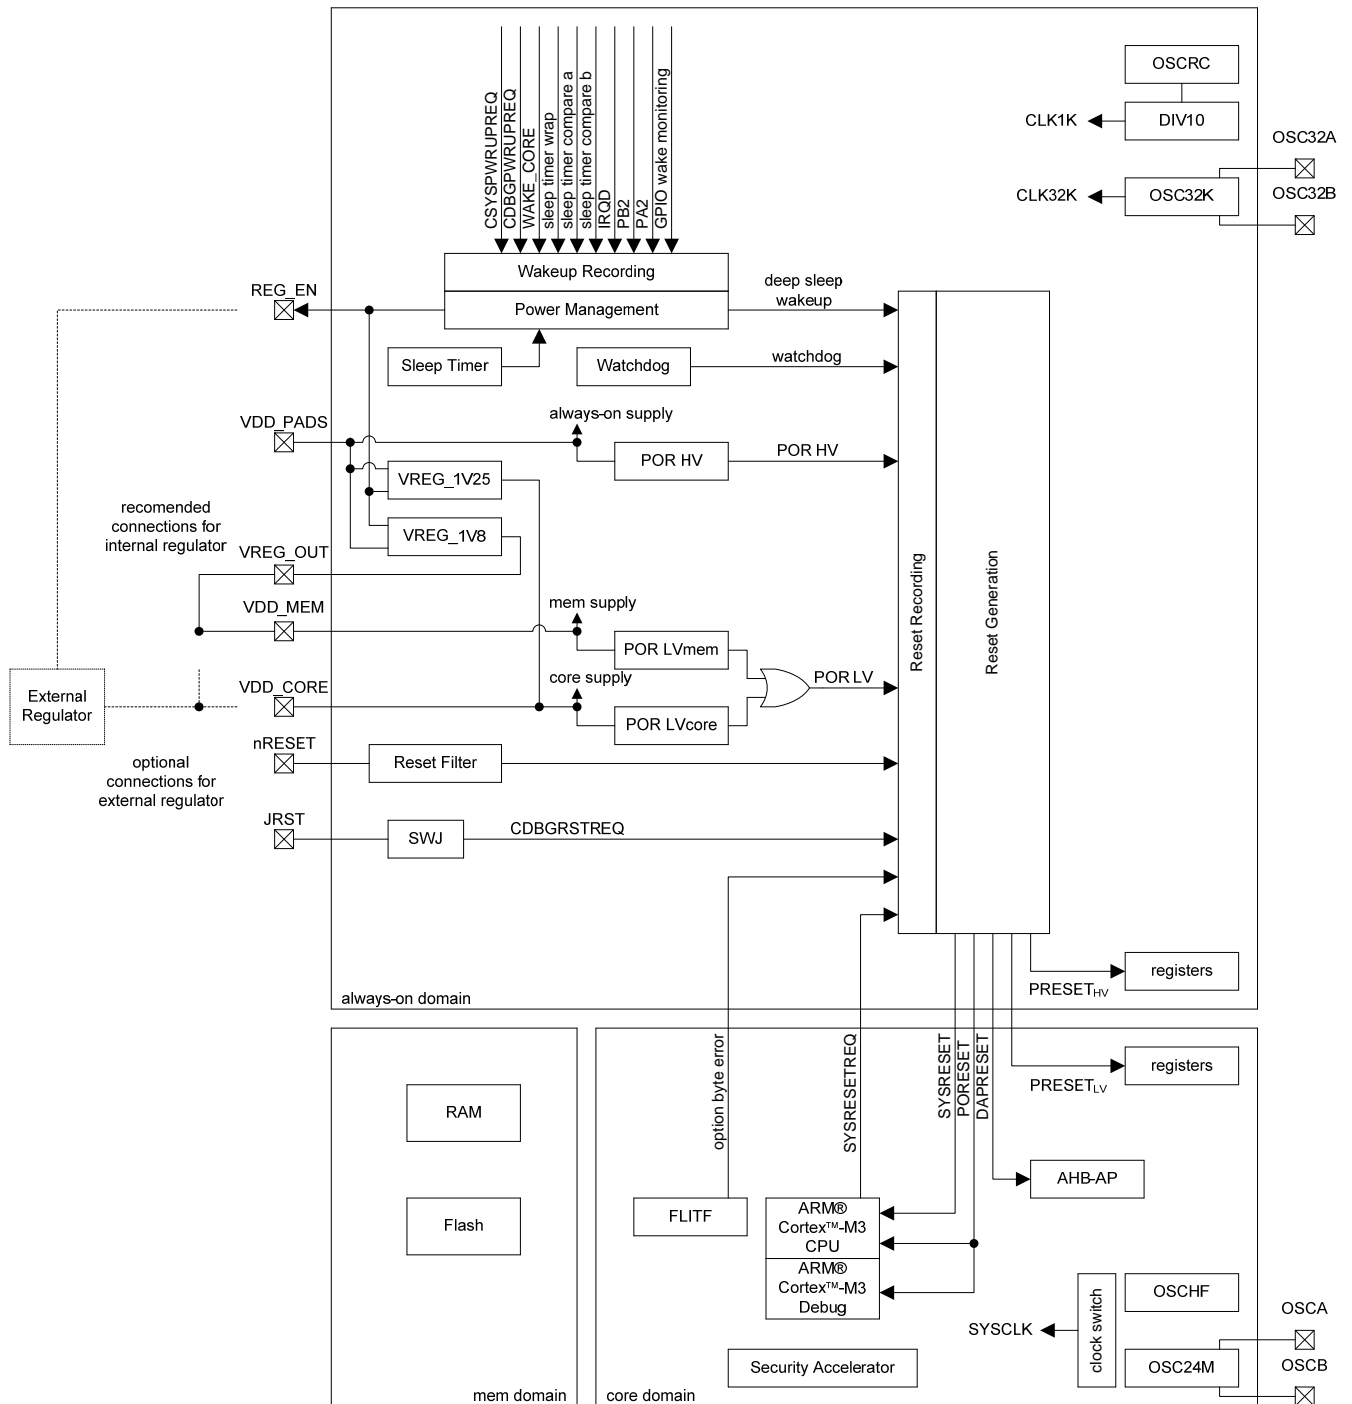 CSYSPWRUPREQ
CDBGPWRUPREQ
WAKE_CORE
sleep timer wrap
sleep timer compare a
sleep timer compare b
IRQD
PB2
PA2
GPIO wake monitoring
OSCRC
CLK1K
DIV10
OSC32A
CLK32K
OSC32K
OSC32B
Wakeup Recording
REG_EN
Power Management
deep sleep
wakeup
Sleep Timer
Watchdog
watchdog
VDD_PADS
always-on supply
POR HV
POR HV
VREG_1V25
recomended
connections for
internal regulator
VREG_1V8
VREG_OUT
Reset Recording
Reset Generation
VDD_MEM
mem supply
POR LVmem
External
Regulator
VDD_CORE
core supply
POR LV
POR LVcore
nRESET
Reset Filter
optional
connections for
external regulator
JRST
SWJ
CDBGRSTREQ
registers
PRESETHV
always-on domain
option byte error
SYSRESETREQ
SYSRESET
PORESET
DAPRESET
registers
PRESETLV
RAM
AHB-AP
Flash
FLITF
ARM®
Cortex™-M3
CPU
ARM®
Cortex™-M3
Debug
SYSCLK
clock switch
OSCHF
OSCA
Security Accelerator
OSC24M
OSCB
mem domain
core domain